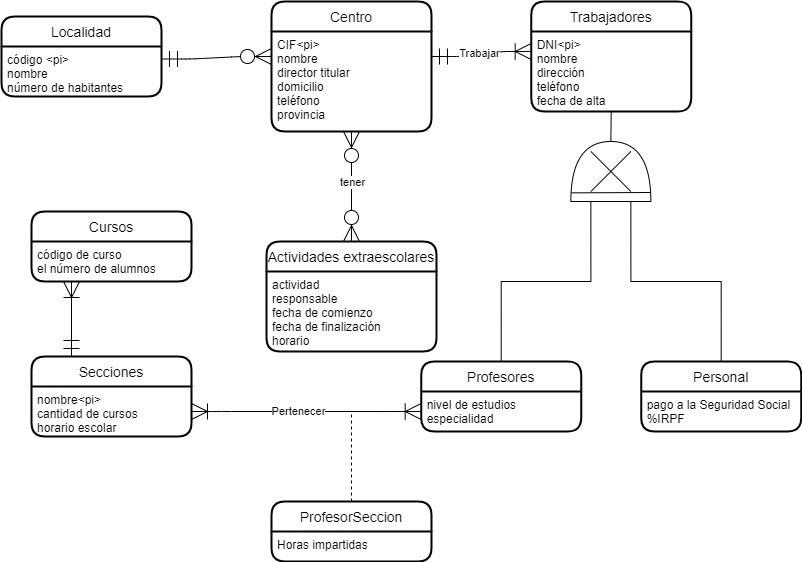 Localidad
código <pi>
nombre
número de habitantes
Centro
CIF<pi>
nombre
director titular
domicilio
teléfono
provincia
Trabajar
Trabajadores
DNI<pi>
nombre
dirección
teléfono
fecha de alta
tener
Cursos
código de curso
el número de alumnos
Actividades extraescolares
actividad
responsable
fecha de comienzo
fecha de finalización
horario
Secciones
nombre<pi>
cantidad de cursos
horario escolar
Pertenecer
Profesores
nivel de estudios
especialidad
Personal
pago a la Seguridad Social
%IRPF
ProfesorSeccion
Horas impartidas